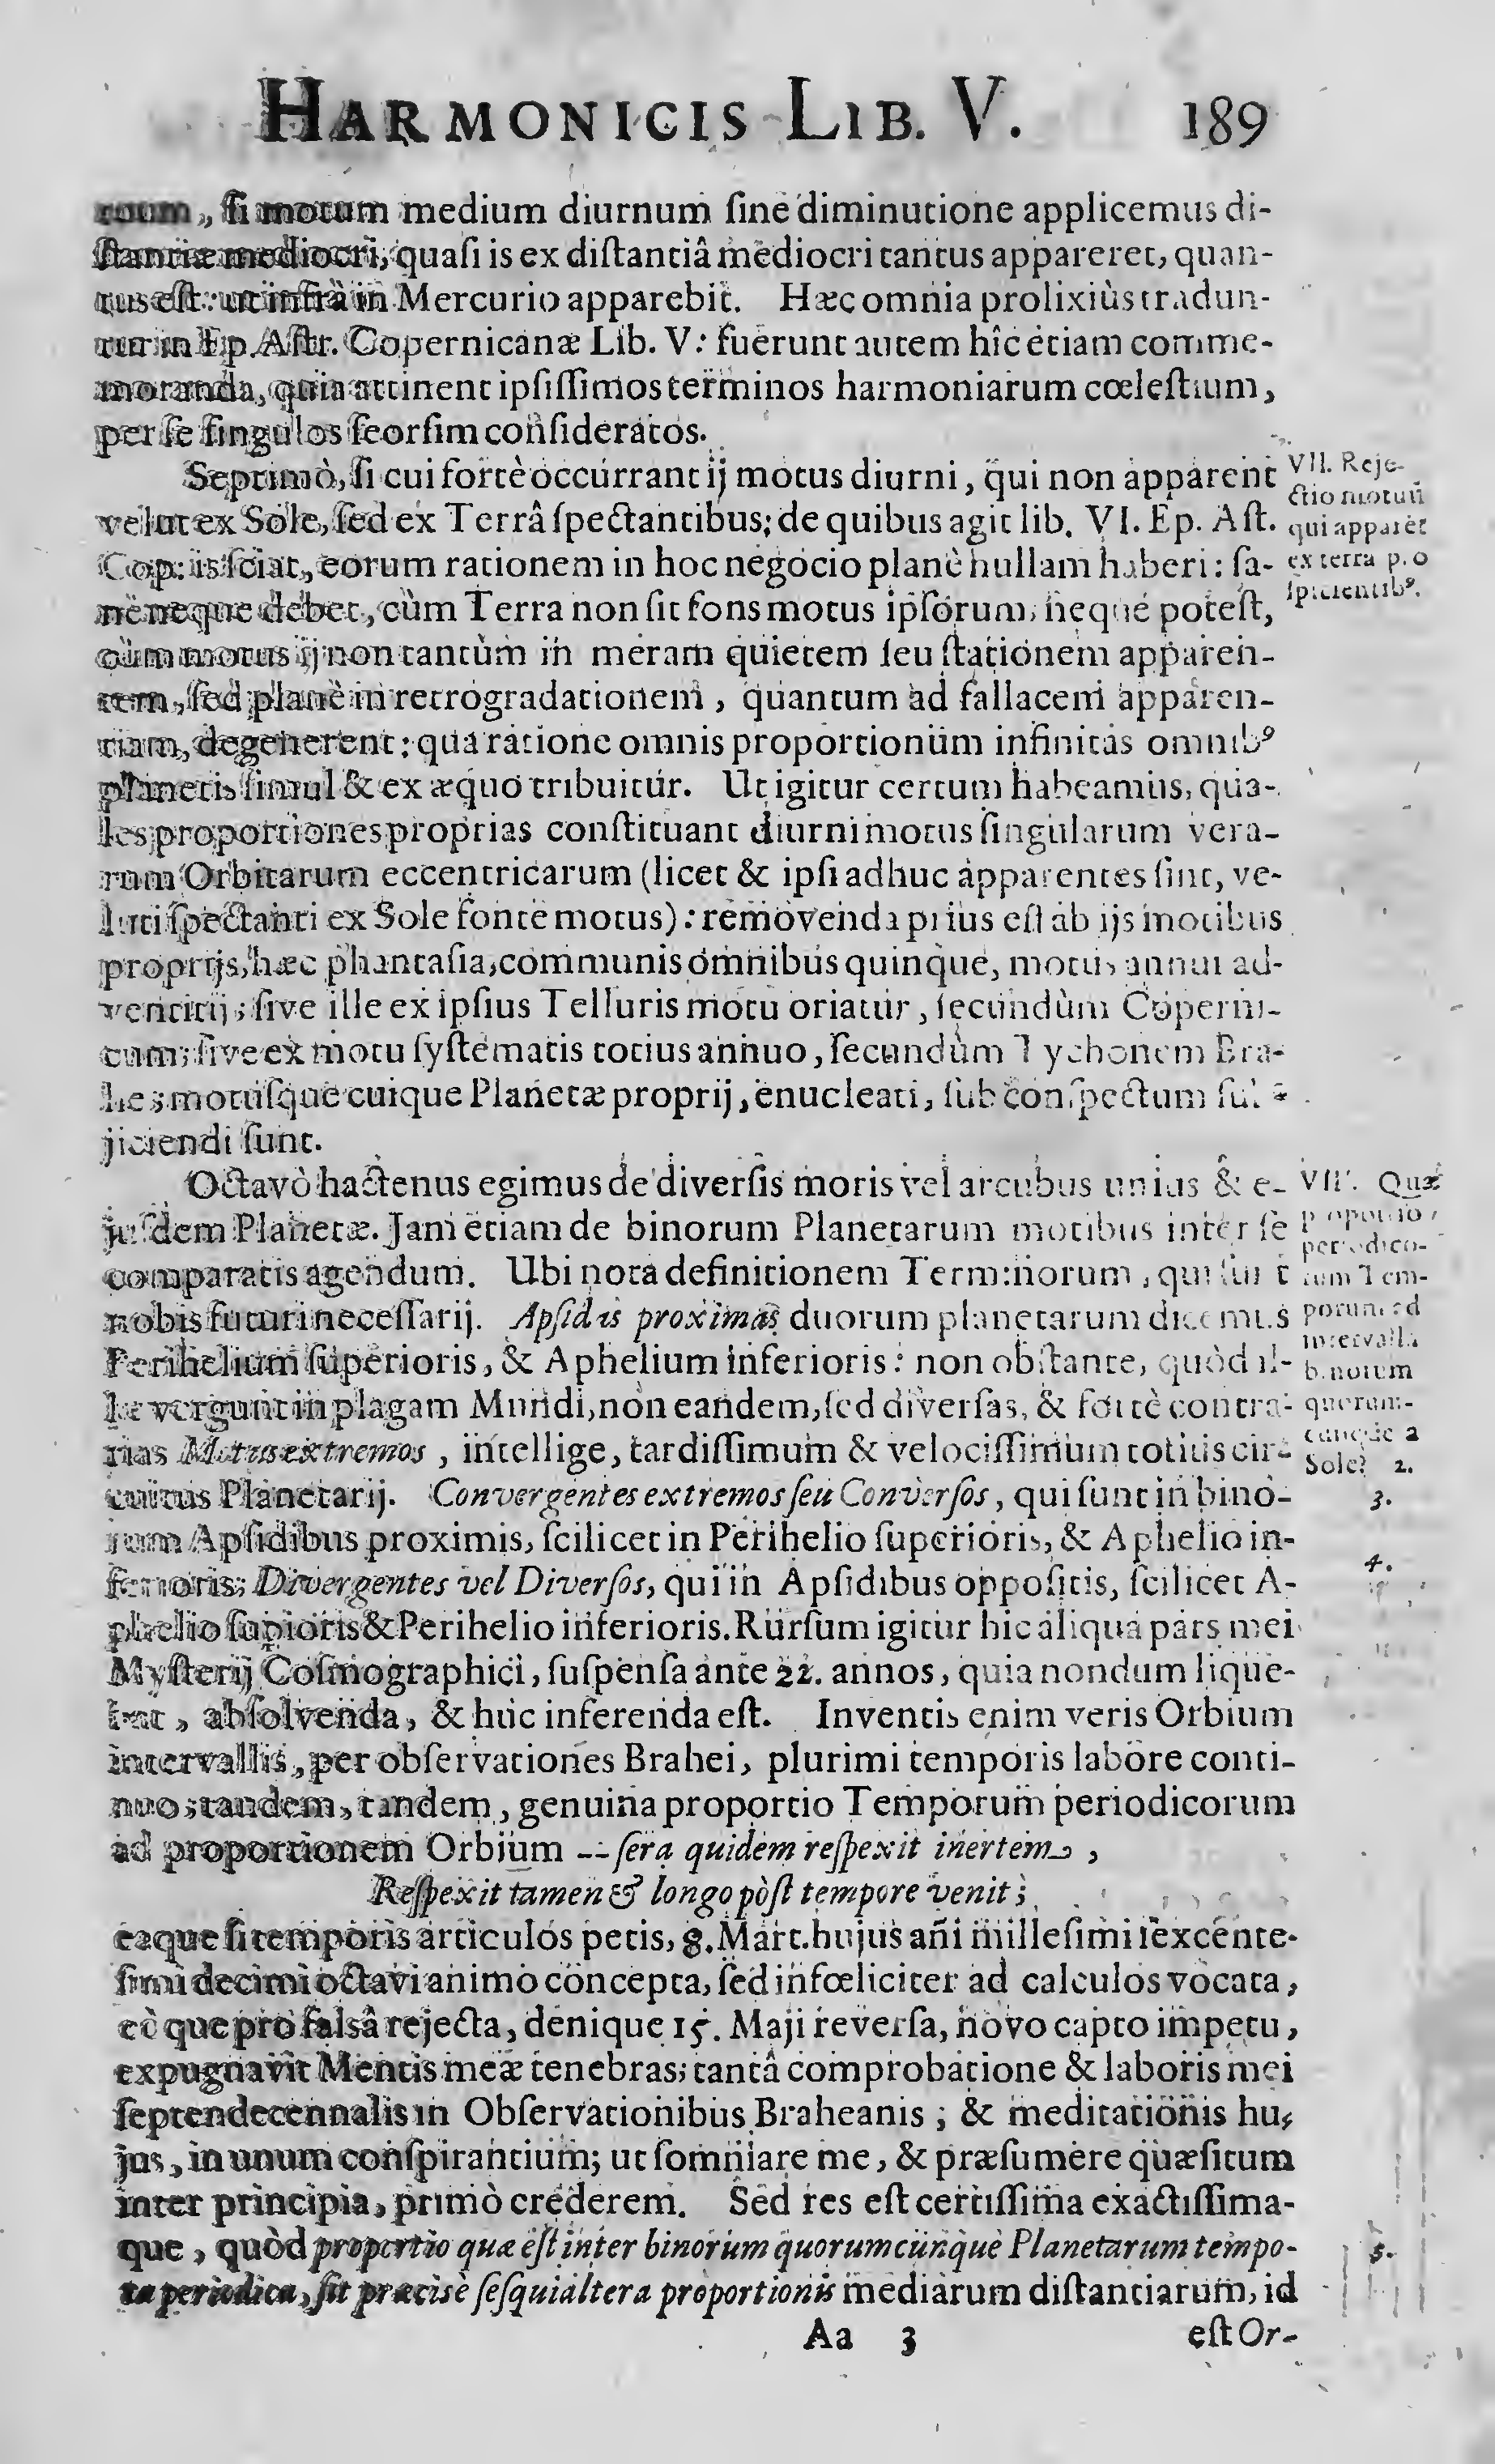 HARMONICIS LIB. V. 189
, ſi motum medium diurnum ſine diminutione applicemus di-
ſtantiæ mediocri, quaſi is ex diſtantiâ mediocri tantus appareret, quan-
tus eſt: ut infrà in Mercurio apparebit. Hæc omnia prolixiùs tradun-
tur in Ep. Aſtr. Copernicanæ Lib. V: fuerunt autem hîc etiam comme-
moranda, quia attinent ipſiſſimos terminos harmoniarum cœleſtium,
per ſe ſingulos ſeorſim conſideratos.
Septimò, ſi cui fortè occurrant ij motus diurni, qui non apparent
velut ex Sole, ſed ex Terrâ ſpectantibus; de quibus agit lib. VI. Ep. Aſt.
Cop: is ſciat, eorum rationem in hoc negocio planè nullam haberi: ſa-
nè neque debet, cùm Terra non ſit fons motus ipſorum, neque poteſt,
cùm motus ij non tantùm in meram quietem ſeu ſtationem apparen-
tem, ſed planè in retrogradationem, quantum ad fallacem apparen-
tiam, degenerent: qua ratione omnis proportionum infinitas omnibꝰ
planetis ſimul & ex æquo tribuitur. Ut igitur certum habeamus, qua-
les proportiones proprias conſtituant diurni motus ſingularum vera-
rum Orbitarum eccentricarum (licet & ipſi adhuc apparentes ſint, ve-
luti ſpectanti ex Sole fonte motus): removenda prius eſt ab ijs motibus
proprijs, hæc phantaſia, communis omnibus quinque, motus annui ad-
ventitij; ſive ille ex ipſius Telluris motu oriatur, ſecundùm Coperni-
cum; ſive ex motu ſyſtematis totius annuo, ſecundùm Tychonem Bra-
he; motuſque cuique Planetæ proprij, enucleati, ſub conſpectum ſub-
jiciendi ſunt.
VII. Reje-
ctio motuū
qui apparēt
ex terra p.o
ſpicientibꝰ.
Octavò hactenus egimus de diverſis moris vel arcubus unius & e-
juſdem Planetæ. Jam etiam de binorum Planetarum motibus inter ſe
comparatis agendum. Ubi nota definitionem Terminorum, qui ſunt
nobis futuri neceſſarij. Apſidas proximas duorum planetarum dicemus
Perihelium ſuperioris, & Aphelium inferioris: non obſtante, quòd il-
læ vergunt in plagam Mundi, non eandem, ſed diverſas, & fortè contra-
rias Motus extremos, intellige, tardiſſimum & velociſſimum totius cir-
cuitus Planetarij. Convergentes extremos ſeu Converſos, qui ſunt in bino-
rum Apſidibus proximis, ſcilicet in Perihelio ſuperioris, & Aphelio in-
ferioris; Divergentes vel Diverſos, qui in Apſidibus oppoſitis, ſcilicet A-
phelio ſupioris & Perihelio inferioris. Rurſum igitur hic aliqua pars mei
Myſterij Coſmographici, ſuſpenſa ante 22. annos, quia nondum lique-
bat, abſolvenda, & huc inferenda eſt. Inventis enim veris Orbium
intervallis, per obſervationes Brahei, plurimi temporis labore conti-
nuo; tandem, tandem, genuina proportio Temporum periodicorum
ad proportionem Orbium -- ſera quidem reſpexit inertem,
Reſpexit tamen & longo pòſt tempore venit;
eaque ſi temporis articulos petis, 8. Mart. hujus añi milleſimi ſexcente-
ſimi decimi octavi animo concepta, ſed infœliciter ad calculos vocata,
eòque pro falsâ rejecta, denique 15. Maji reverſa, novo capto impetu,
expugnavit Mentis meæ tenebras; tantâ comprobatione & laboris mei
ſeptendecennalis in Obſervationibus Braheanis, & meditationis hu-
jus, in unum conſpirantium; ut ſomniare me, & præſumere quæſitum
inter principia, primò crederem. Sed res eſt certiſſima exactiſſima-
que, quòd proportio quæ eſt inter binorum quorumcunque Planetarum tempo-
ra periodica, ſit præcisè ſeſquialtera proportionis mediarum diſtantiarum, id
VIII. Quæ
proportio
periodico-
rum Tem-
porum ad
intervalla
binorum
quorum-
cunque a
Sole? 2.
3.
4.
5.
Aa 3 eſt Or-